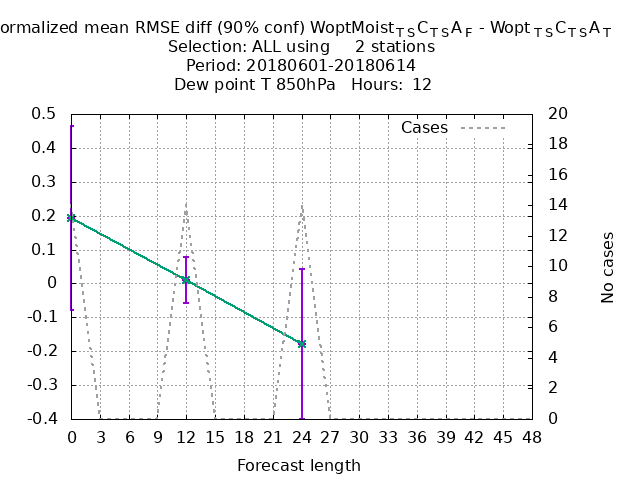 ormalized mean RMSE diff (90% conf) WoptMoistTSCTSAF - WoptTSCTSAT
Selection: ALL using 2 stations
Period: 20180601-20180614
Dew point T 850hPa Hours: 12
Cases
0.5
0.4
0.3
0.2
0.1
0
-0.1
-0.2
-0.3
-0.4
20
18
16
14
12
10
8
6
4
2
0
No cases
0 3 6 9 12 15 18 21 24 27 30 33 36 39 42 45 48
Forecast length